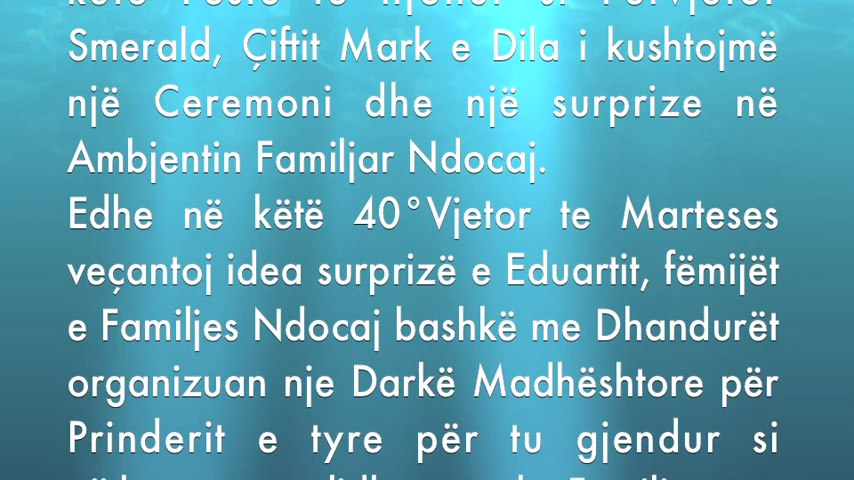 Smerald, Çiftit Mark e Dila i kushtojmë
një Ceremoni dhe një surprize në
Ambjentin Familjar Ndocaj.
Edhe në këtë 40°Vjetor te Marteses
veçantoj idea surprizë e Eduartit, fëmijët
e Familjes Ndocaj bashkë me Dhandurët
organizuan nje Darkë Madhështore për
Prinderit e tyre për tu gjendur si